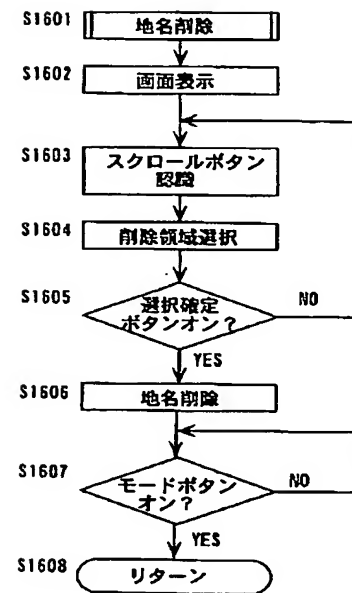 S1601
地名削除
S1602
画面表示
S1603
スクロールボタン
認識
S1604
削除領域選択
S1605
選択確定
ボタンオン?
NO
YES
S1606
地名削除
S1607
モードボタン
オン?
NO
YES
S1608
リターン